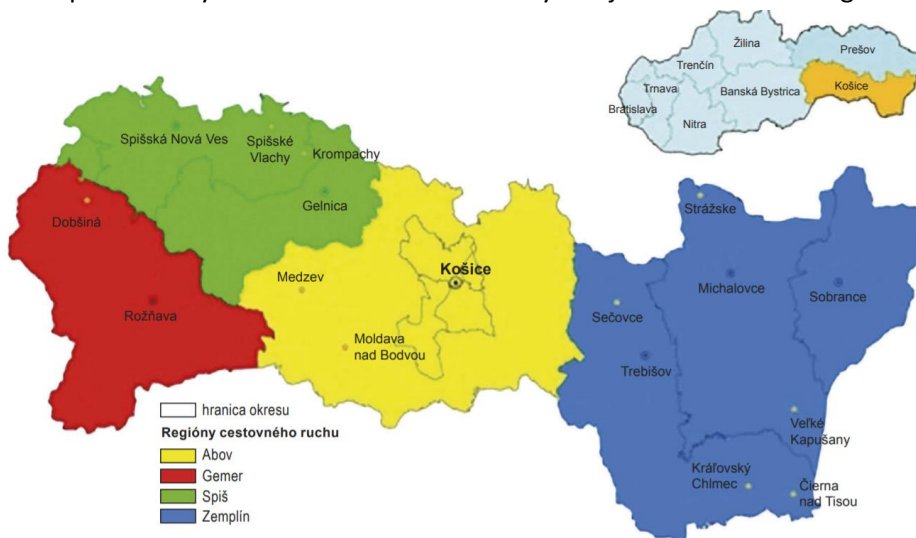 Žilina
Prešov
Trenčín
Košice
Trnava
Banská Bystrica
Bratislava
Nitra
Spišská Nová Ves
Spišské
Vlachy
Krompachy
Gelnica
Dobšiná
Rožňava
Medzev
Košice
Moldava
nad Bodvou
Strážske
Michalovce
Sobrance
Sečovce
Trebišov
Veľké
Kapušany
Kráľovský
Chlmec
Čierna
nad Tisou
hranica okresu
Regióny cestovného ruchu
Abov
Gemer
Spiš
Zemplín